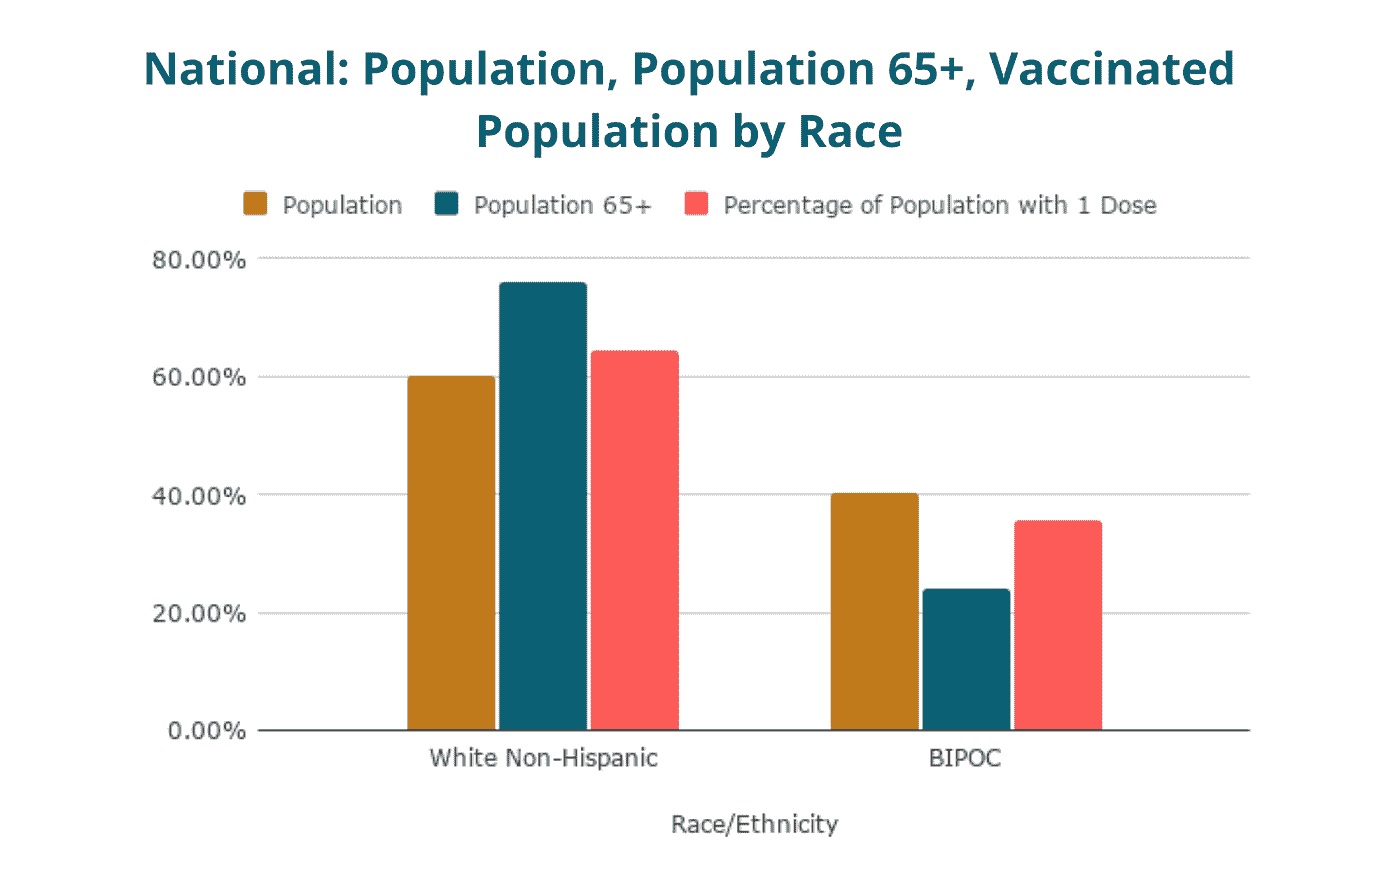 National: Population, Population 65+, Vaccinated
Population by Race
Population
Population 65+
Percentage of Population with 1 Dose
80.00%
60.00%
40.00%
20.00%
0.00%
White Non-Hispanic
BIPOC
Race/Ethnicity